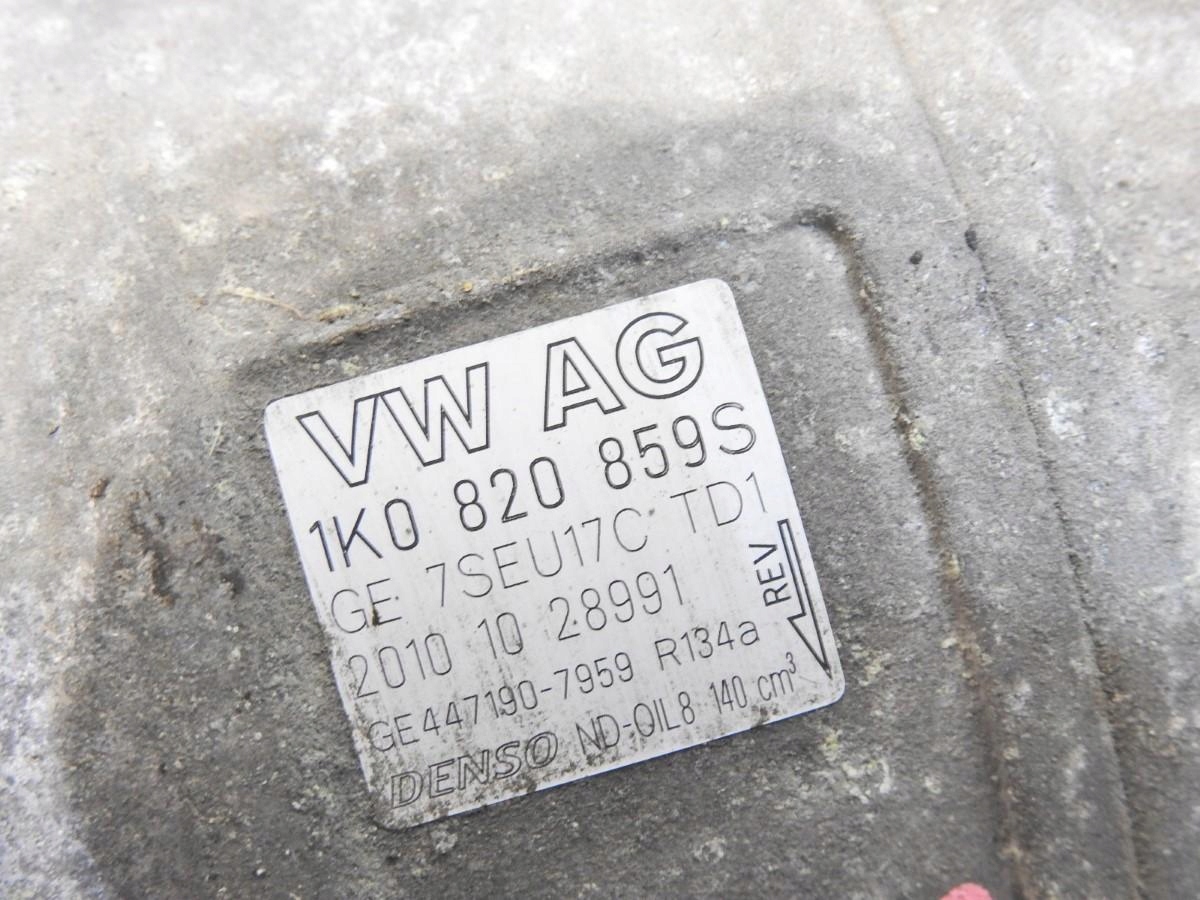 VW AG
1K0 820 859S
GE 7SEU17C TD1
2010 10 28991
GE447190-7959 R134a
DENSO ND-OIL8 140 cm³
REV